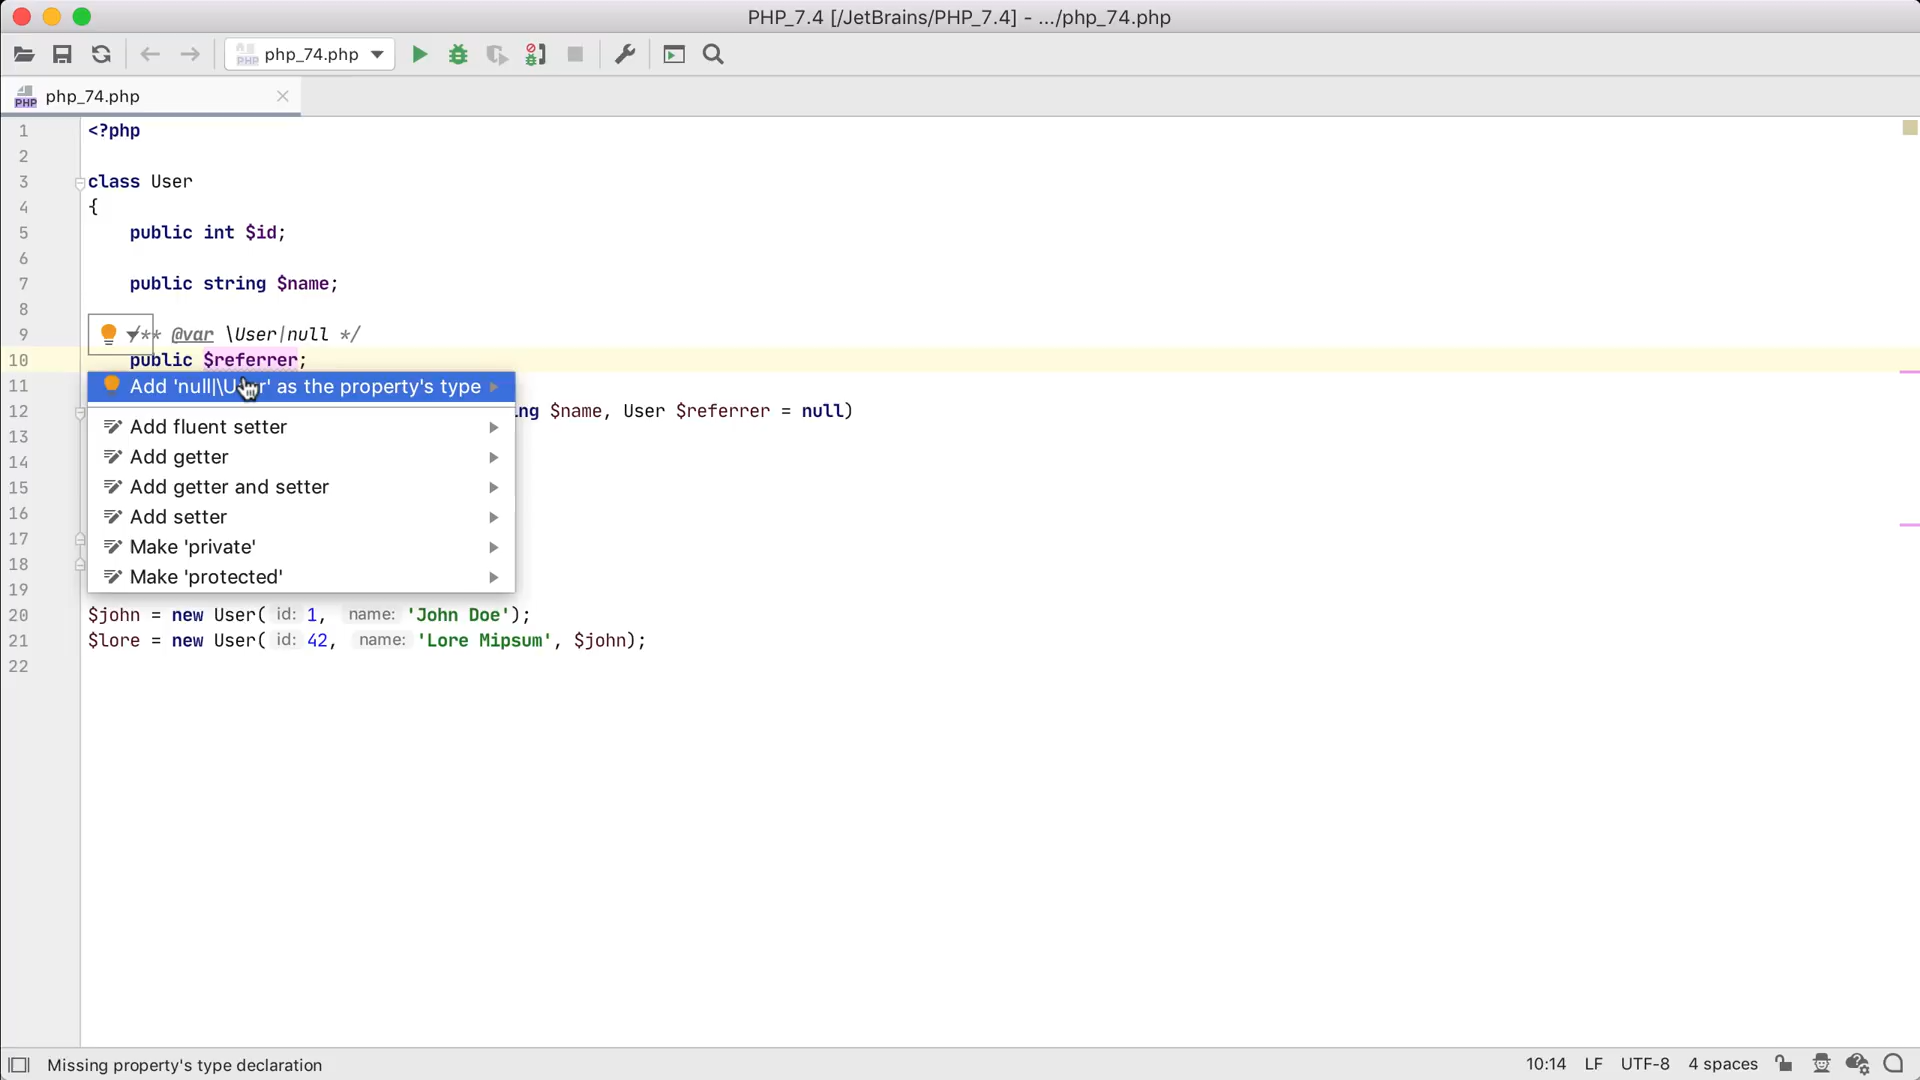 PHP_7.4 [/JetBrains/PHP_7.4] - .../php_74.php
PHP php_74.php
PHP php_74.php
1 <?php
2
3 class User
4 {
5 public int $id;
6
7 public string $name;
8
9 /** @var \User|null */
10 public $referrer;
11 Add 'null|\User' as the property's type
12 ing $name, User $referrer = null)
13 Add fluent setter
14 Add getter
15 Add getter and setter
16 Add setter
17 Make 'private'
18 Make 'protected'
19
20 $john = new User( id: 1, name: 'John Doe');
21 $lore = new User( id: 42, name: 'Lore Mipsum', $john);
22
Missing property's type declaration 10:14 LF UTF-8 4 spaces